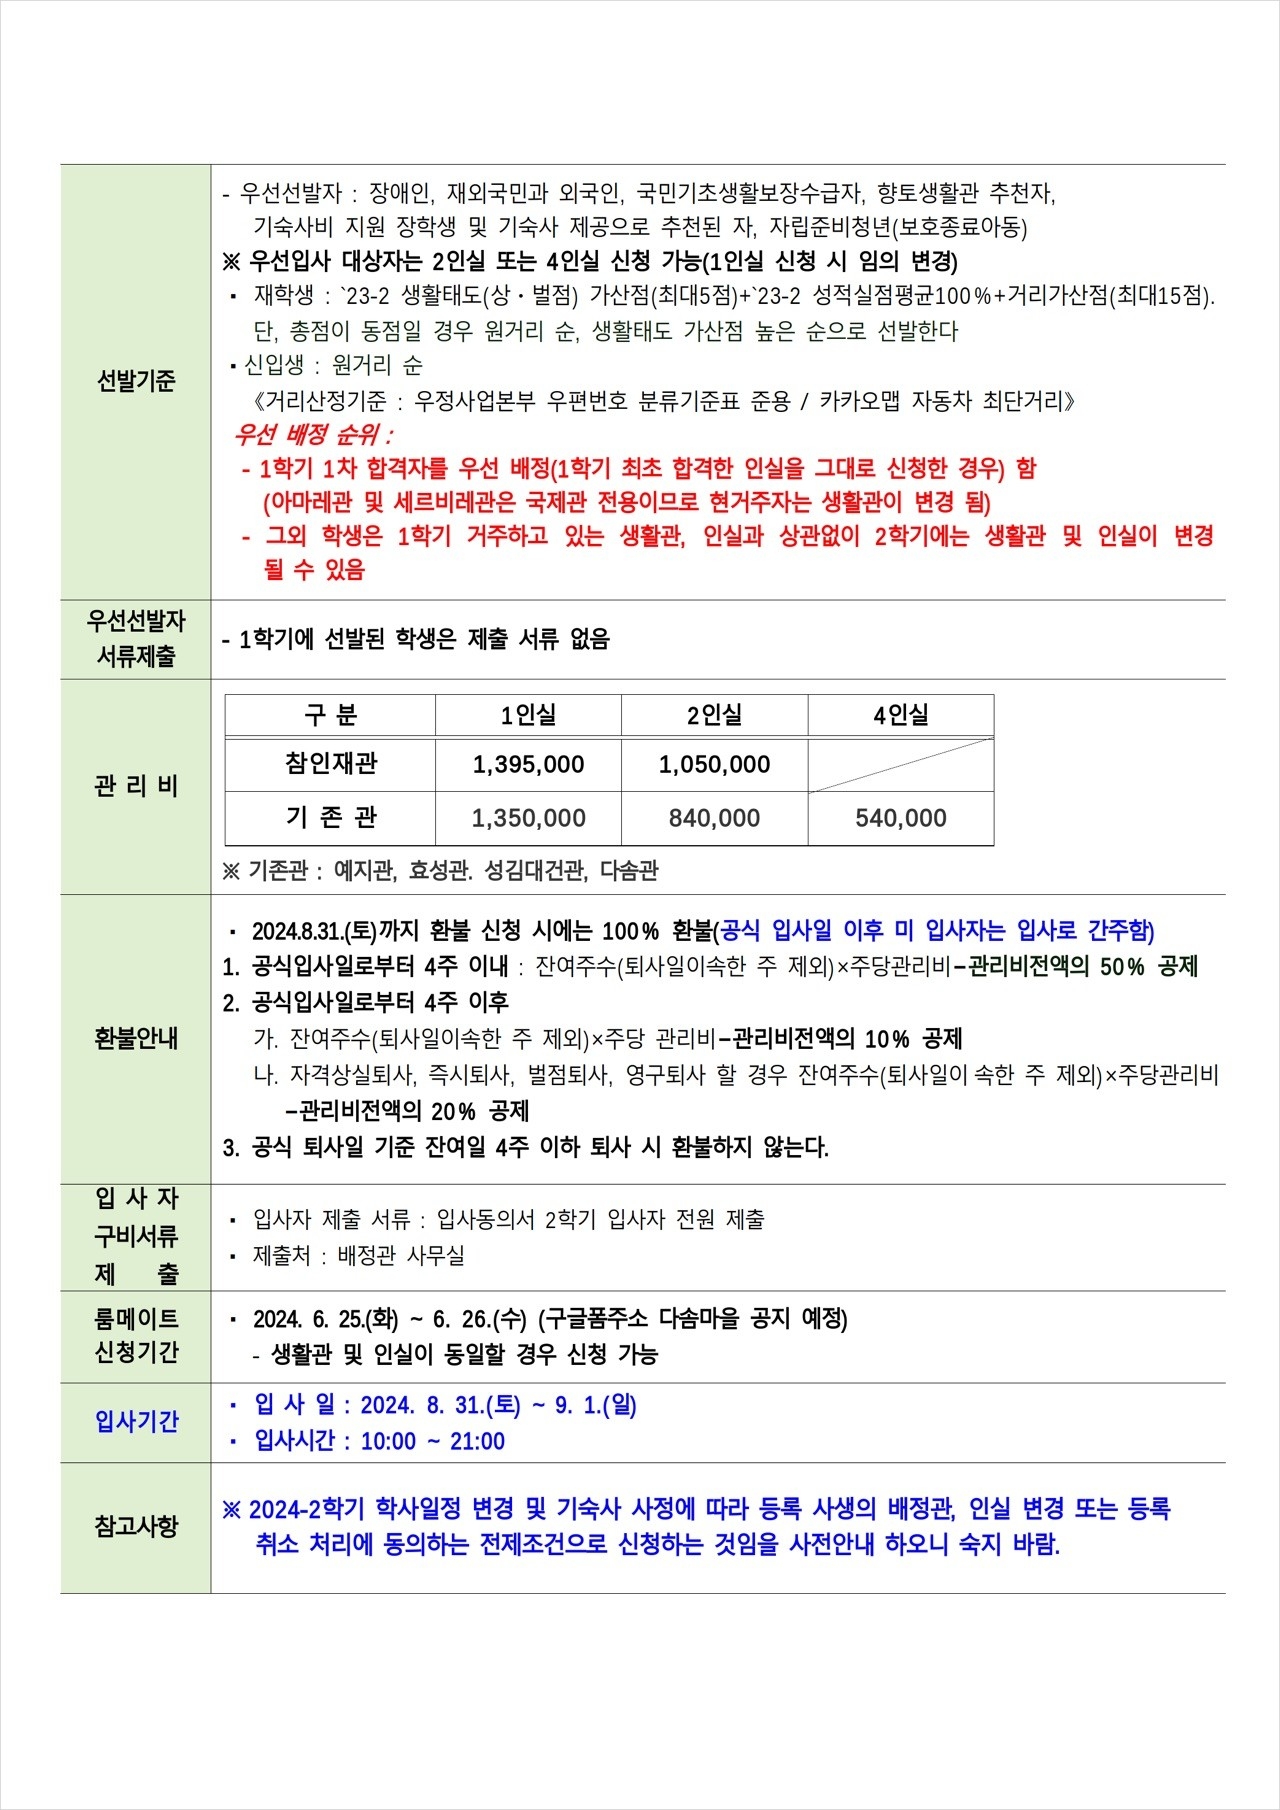 선발기준
- 우선선발자 : 장애인, 재외국민과 외국인, 국민기초생활보장수급자, 향토생활관 추천자,
기숙사비 지원 장학생 및 기숙사 제공으로 추천된 자, 자립준비청년(보호종료아동)
※ 우선입사 대상자는 2인실 또는 4인실 신청 가능(1인실 신청 시 임의 변경)
▪ 재학생 : `23-2 생활태도(상·벌점) 가산점(최대5점)+`23-2 성적실점평균100%+거리가산점(최대15점).
단, 총점이 동점일 경우 원거리 순, 생활태도 가산점 높은 순으로 선발한다
▪ 신입생 : 원거리 순
《거리산정기준 : 우정사업본부 우편번호 분류기준표 준용 / 카카오맵 자동차 최단거리》
우선 배정 순위 :
- 1학기 1차 합격자를 우선 배정(1학기 최초 합격한 인실을 그대로 신청한 경우) 함
(아마레관 및 세르비레관은 국제관 전용이므로 현거주자는 생활관이 변경 됨)
- 그외 학생은 1학기 거주하고 있는 생활관, 인실과 상관없이 2학기에는 생활관 및 인실이 변경
될 수 있음
우선선발자
서류제출
- 1학기에 선발된 학생은 제출 서류 없음
관 리 비
구 분 1인실 2인실 4인실
참인재관 1,395,000 1,050,000
기 존 관 1,350,000 840,000 540,000
※ 기존관 : 예지관, 효성관. 성김대건관, 다솜관
환불안내
▪ 2024.8.31.(토)까지 환불 신청 시에는 100% 환불(공식 입사일 이후 미 입사자는 입사로 간주함)
1. 공식입사일로부터 4주 이내 : 잔여주수(퇴사일이속한 주 제외)×주당관리비-관리비전액의 50% 공제
2. 공식입사일로부터 4주 이후
가. 잔여주수(퇴사일이속한 주 제외)×주당 관리비-관리비전액의 10% 공제
나. 자격상실퇴사, 즉시퇴사, 벌점퇴사, 영구퇴사 할 경우 잔여주수(퇴사일이 속한 주 제외)×주당관리비
-관리비전액의 20% 공제
3. 공식 퇴사일 기준 잔여일 4주 이하 퇴사 시 환불하지 않는다.
입 사 자
구비서류
제 출
▪ 입사자 제출 서류 : 입사동의서 2학기 입사자 전원 제출
▪ 제출처 : 배정관 사무실
룸메이트
신청기간
▪ 2024. 6. 25.(화) ~ 6. 26.(수) (구글폼주소 다솜마을 공지 예정)
- 생활관 및 인실이 동일할 경우 신청 가능
입사기간
▪ 입 사 일 : 2024. 8. 31.(토) ~ 9. 1.(일)
▪ 입사시간 : 10:00 ~ 21:00
참고사항
※ 2024-2학기 학사일정 변경 및 기숙사 사정에 따라 등록 사생의 배정관, 인실 변경 또는 등록
취소 처리에 동의하는 전제조건으로 신청하는 것임을 사전안내 하오니 숙지 바람.